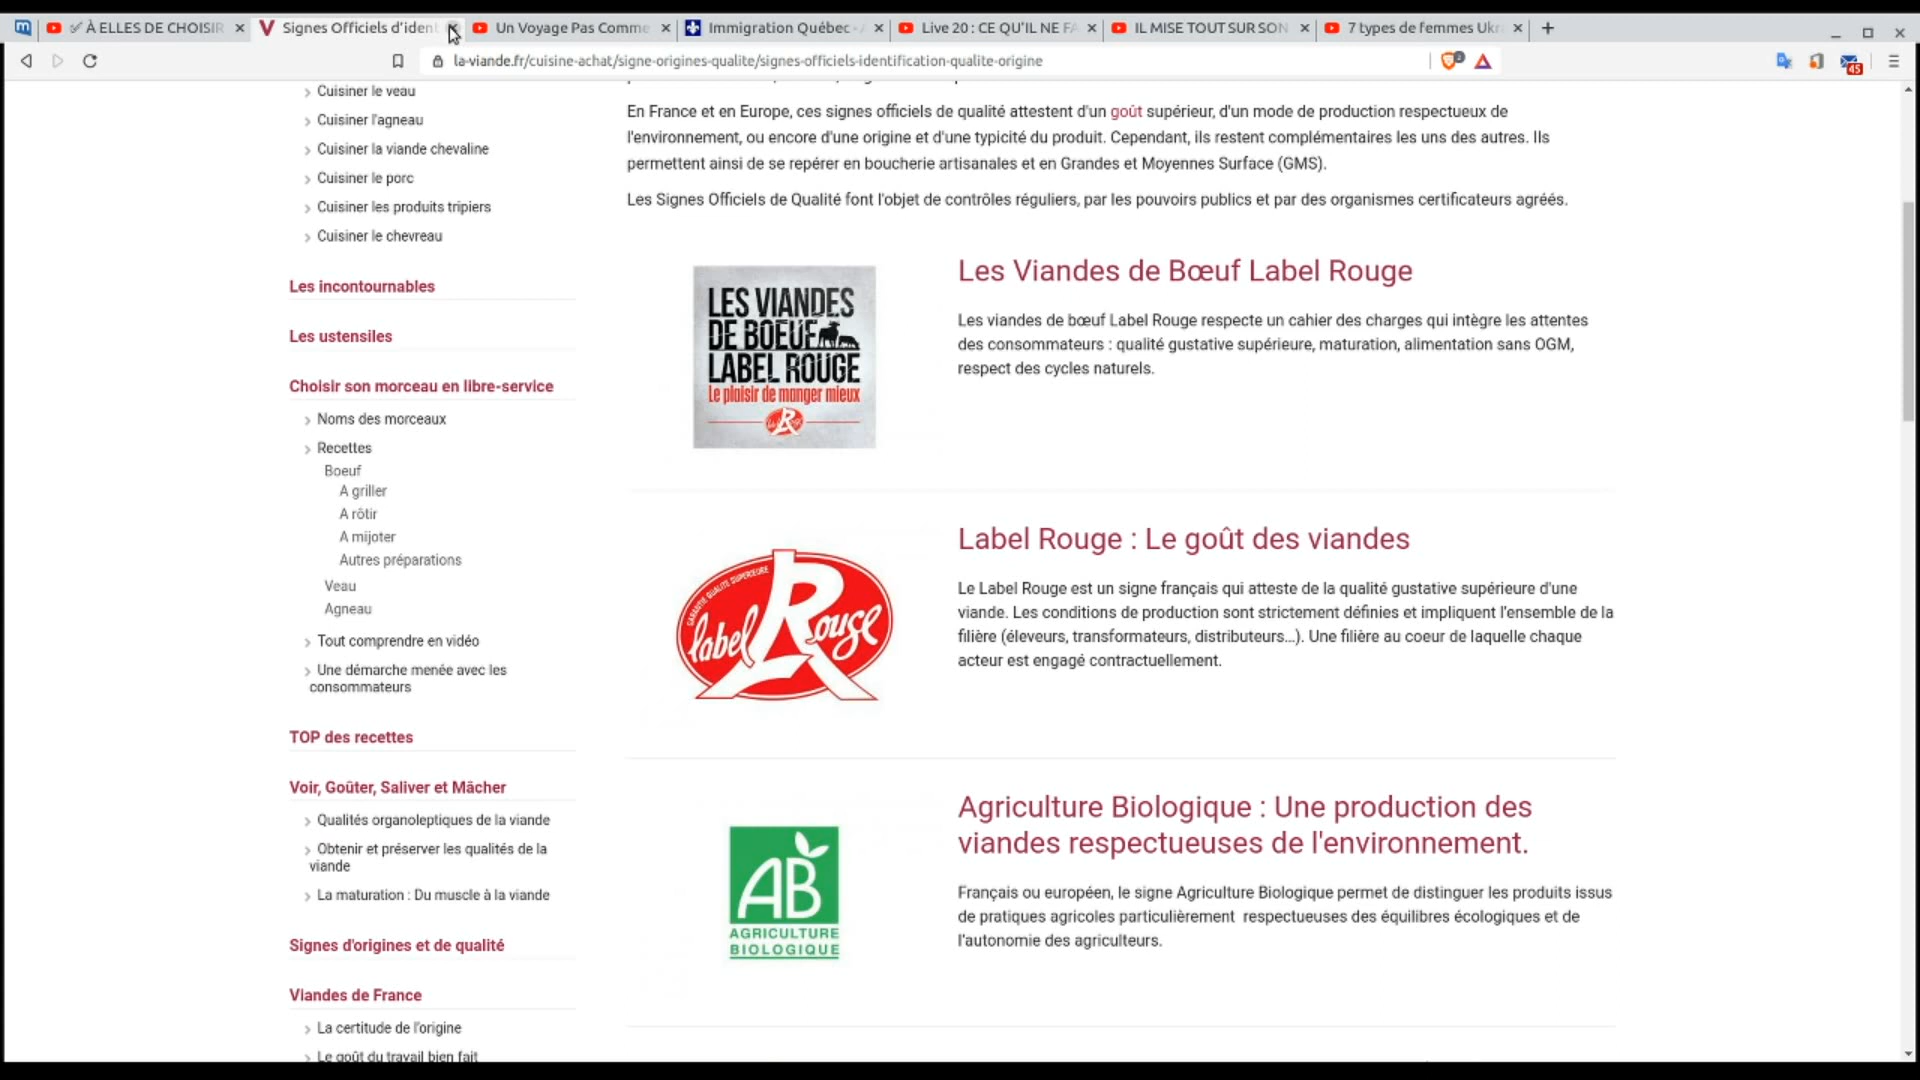 ✅ À ELLES DE CHOISIR
Signes Officiels d'ident
Un Voyage Pas Comme
Immigration Québec - A
Live 20 : CE QU'IL NE FA
IL MISE TOUT SUR SON
7 types de femmes Ukr
la-viande.fr/cuisine-achat/signe-origines-qualite/signes-officiels-identification-qualite-origine
2
45
Cuisiner le veau
Cuisiner l'agneau
Cuisiner la viande chevaline
Cuisiner le porc
Cuisiner les produits tripiers
Cuisiner le chevreau
Les incontournables
Les ustensiles
Choisir son morceau en libre-service
Noms des morceaux
Recettes
Boeuf
A griller
A rôtir
A mijoter
Autres préparations
Veau
Agneau
Tout comprendre en vidéo
Une démarche menée avec les
consommateurs
TOP des recettes
Voir, Goûter, Saliver et Mâcher
Qualités organoleptiques de la viande
Obtenir et préserver les qualités de la
viande
La maturation : Du muscle à la viande
Signes d'origines et de qualité
Viandes de France
La certitude de l'origine
Le goût du travail bien fait
En France et en Europe, ces signes officiels de qualité attestent d'un goût supérieur, d'un mode de production respectueux de
l'environnement, ou encore d'une origine et d'une typicité du produit. Cependant, ils restent complémentaires les uns des autres. Ils
permettent ainsi de se repérer en boucherie artisanales et en Grandes et Moyennes Surface (GMS).
Les Signes Officiels de Qualité font l'objet de contrôles réguliers, par les pouvoirs publics et par des organismes certificateurs agréés.
LES VIANDES
DE BOEUF
LABEL ROUGE
Le plaisir de manger mieux
Les Viandes de Bœuf Label Rouge
Les viandes de bœuf Label Rouge respecte un cahier des charges qui intègre les attentes
des consommateurs : qualité gustative supérieure, maturation, alimentation sans OGM,
respect des cycles naturels.
GARANTIE QUALITÉ SUPÉRIEURE
label Rouge
Label Rouge : Le goût des viandes
Le Label Rouge est un signe français qui atteste de la qualité gustative supérieure d'une
viande. Les conditions de production sont strictement définies et impliquent l'ensemble de la
filière (éleveurs, transformateurs, distributeurs…). Une filière au coeur de laquelle chaque
acteur est engagé contractuellement.
AB
AGRICULTURE
BIOLOGIQUE
Agriculture Biologique : Une production des
viandes respectueuses de l'environnement.
Français ou européen, le signe Agriculture Biologique permet de distinguer les produits issus
de pratiques agricoles particulièrement respectueuses des équilibres écologiques et de
l'autonomie des agriculteurs.